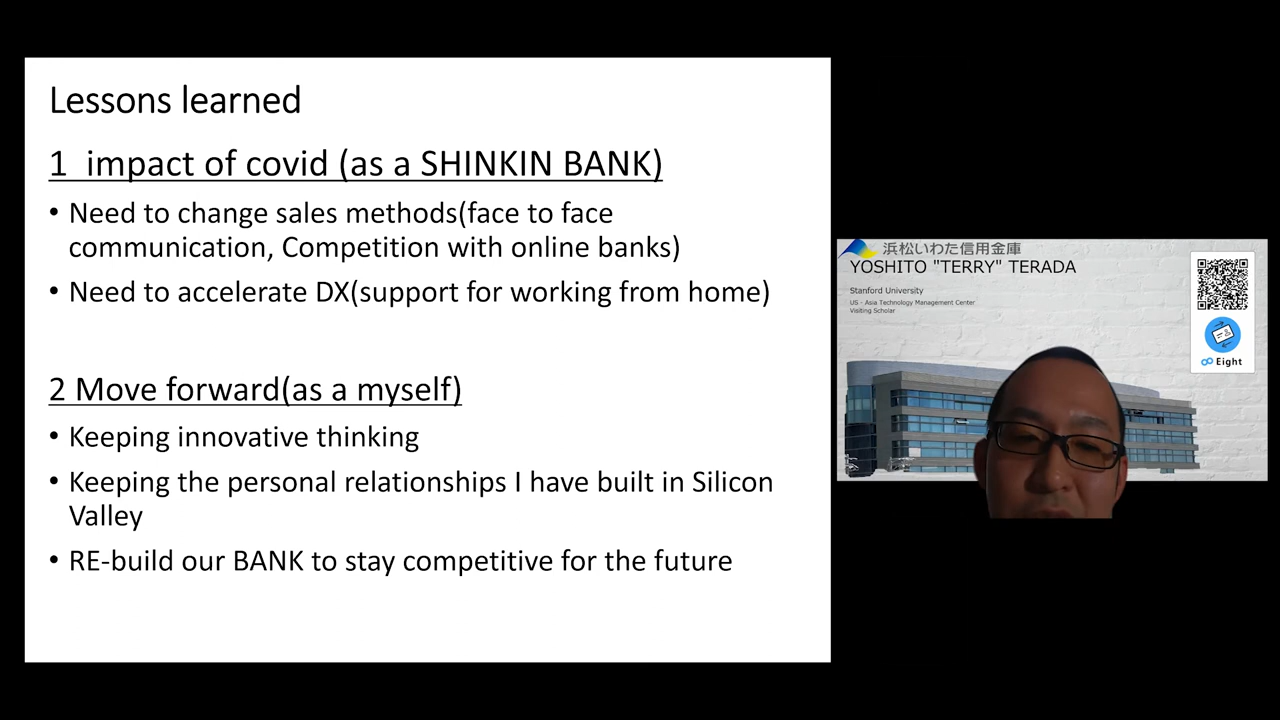 Lessons learned
1  impact of covid (as a SHINKIN BANK)
• Need to change sales methods(face to face
communication, Competition with online banks)
• Need to accelerate DX(support for working from home)
2 Move forward(as a myself)
• Keeping innovative thinking
• Keeping the personal relationships I have built in Silicon
Valley
• RE-build our BANK to stay competitive for the future
浜松いわた信用金庫
YOSHITO "TERRY" TERADA
Stanford University
US - Asia Technology Management Center
Visiting Scholar
Eight